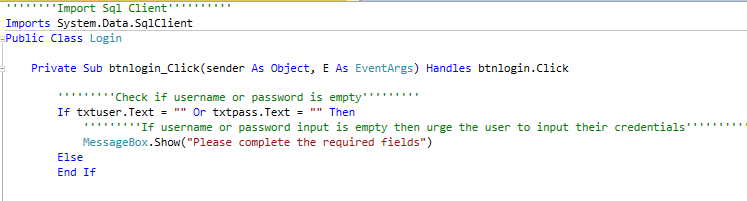 ''''''''Import Sql Client''''''''''
Imports System.Data.SqlClient
Public Class Login
Private Sub btnlogin_Click(sender As Object, E As EventArgs) Handles btnlogin.Click
'''''''''Check if username or password is empty'''''''''
If txtuser.Text = "" Or txtpass.Text = "" Then
'''''''''If username or password input is empty then urge the user to input their credentials''''''''''
MessageBox.Show("Please complete the required fields")
Else
End If